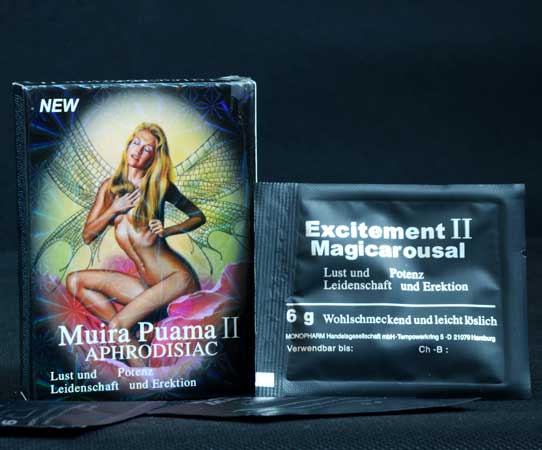 NEW
Muira Puama II
APHRODISIAC
Lust und Potenz
Leidenschaft und Erektion
Excitement II
Magicarousal
Lust und Potenz
Leidenschaft und Erektion
6 g Wohlschmeckend und leicht löslich
MONOPHARM Handelsgesellschaft mbH-Tempowerkring 5 -D 21079 Hamburg
Verwendbar bis: Ch -B :